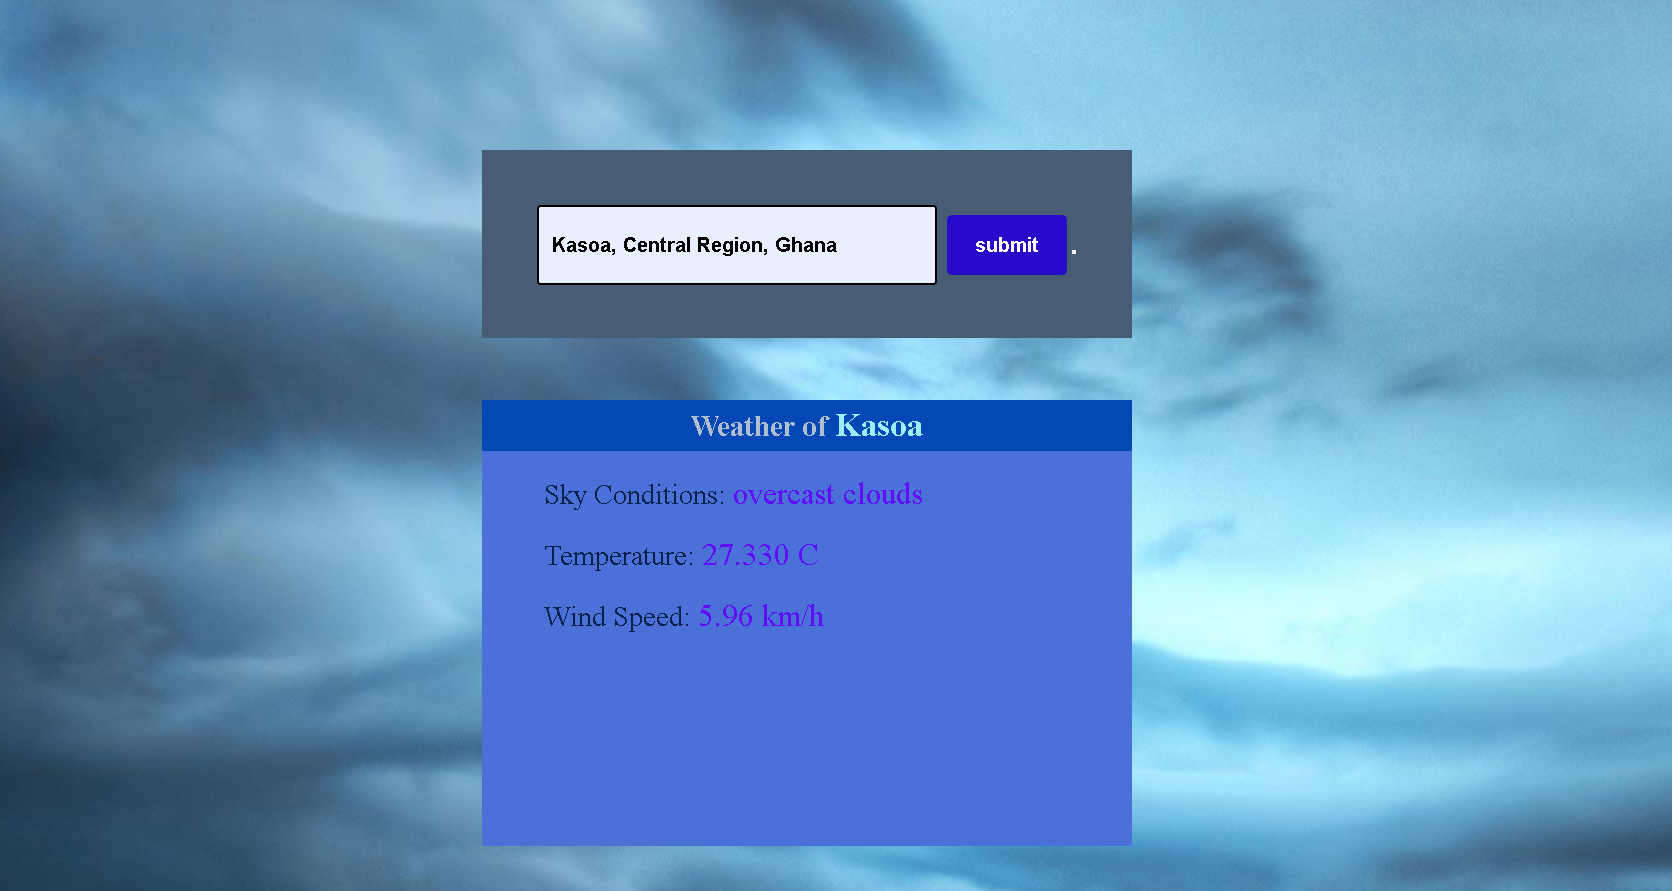 Kasoa, Central Region, Ghana submit .
Weather of Kasoa
Sky Conditions: overcast clouds
Temperature: 27.330 C
Wind Speed: 5.96 km/h